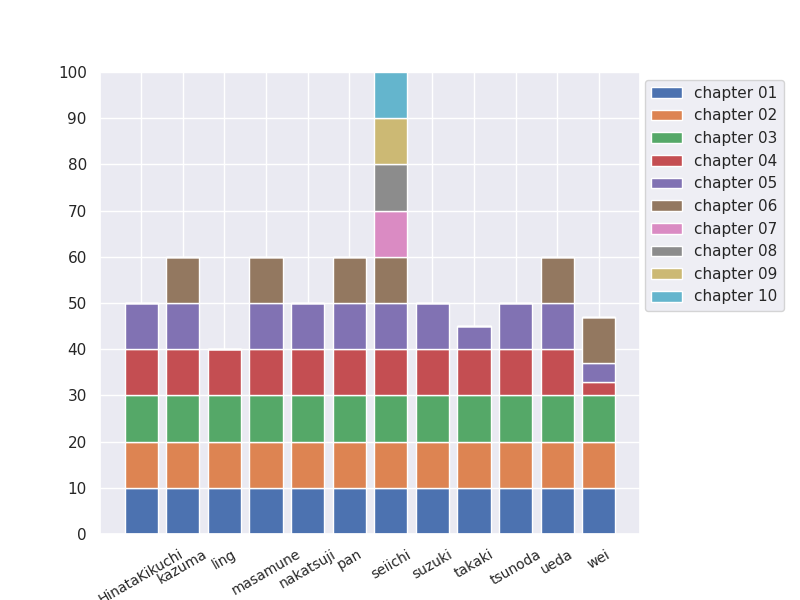 100
90
80
70
60
50
40
30
20
10
0
HinataKikuchi
kazuma
ling
masamune
nakatsuji
pan
seiichi
suzuki
takaki
tsunoda
ueda
wei
chapter 01
chapter 02
chapter 03
chapter 04
chapter 05
chapter 06
chapter 07
chapter 08
chapter 09
chapter 10